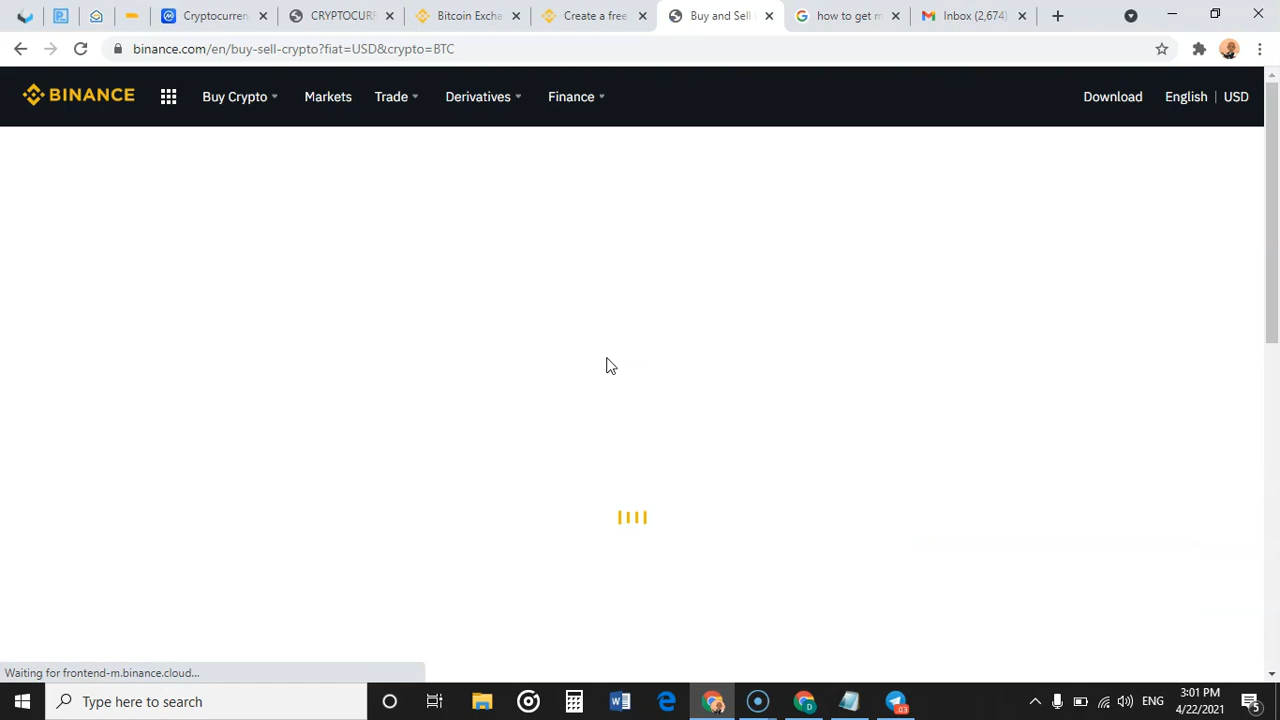 Cryptocurren
CRYPTOCURR
Bitcoin Excha
Create a free
Buy and Sell
how to get m
Inbox (2,674)
binance.com/en/buy-sell-crypto?fiat=USD&crypto=BTC
BINANCE Buy Crypto Markets Trade Derivatives Finance Download English | USD
Waiting for frontend-m.binance.cloud...
Type here to search
ENG
3:01 PM
4/22/2021
5